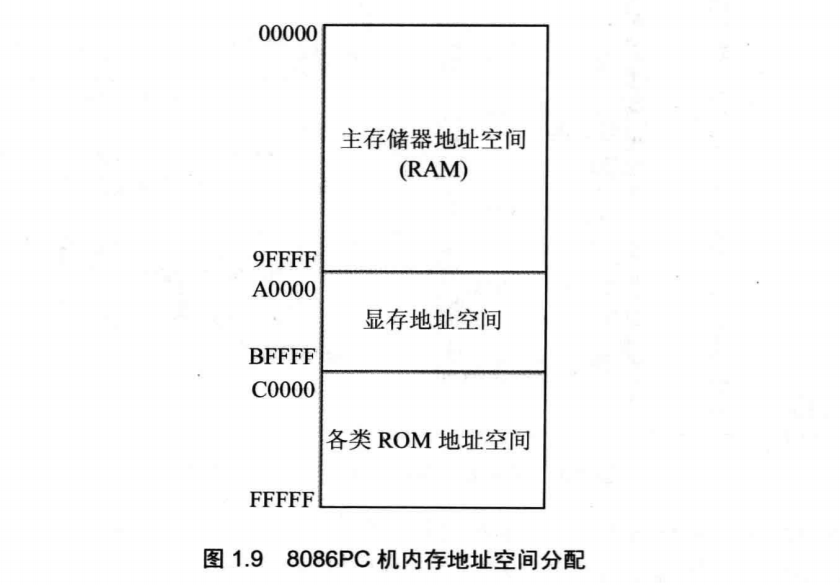 00000
主存储器地址空间
(RAM)
9FFFF
A0000
显存地址空间
BFFFF
C0000
各类 ROM 地址空间
FFFFF
图 1.9 8086PC 机内存地址空间分配